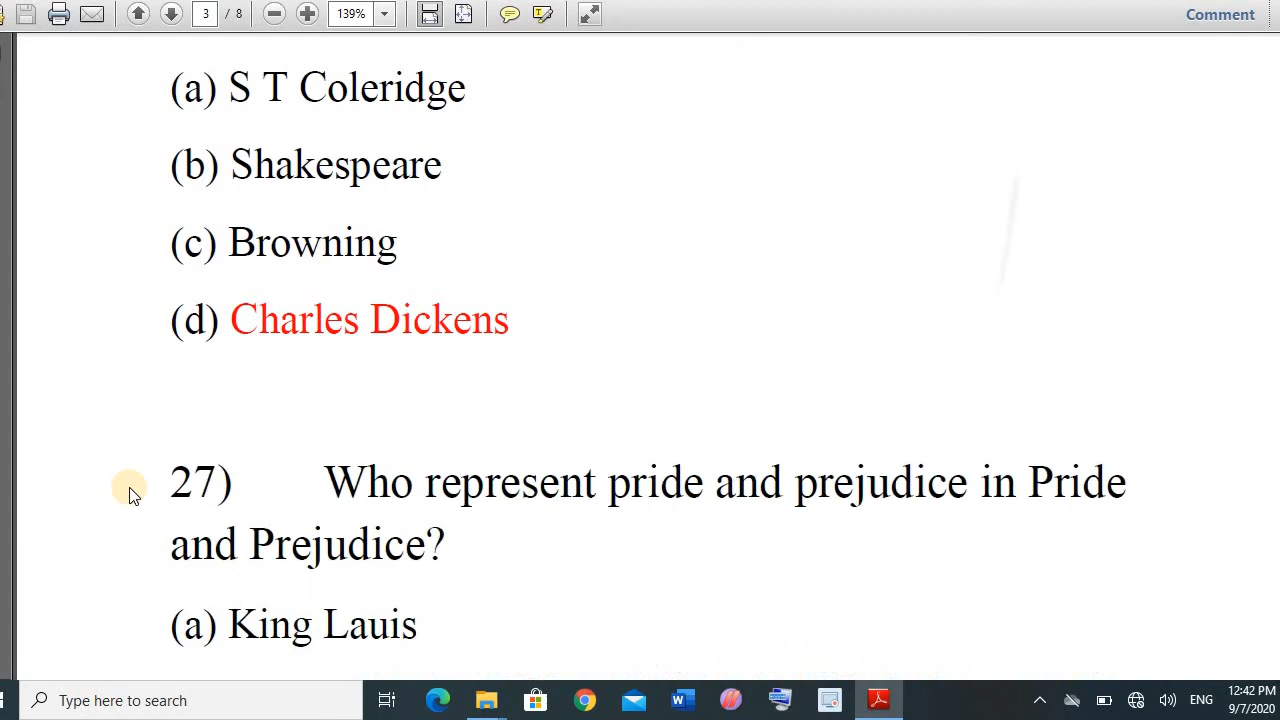 3 / 8 139% Comment
(a) S T Coleridge
(b) Shakespeare
(c) Browning
(d) Charles Dickens
27) Who represent pride and prejudice in Pride
and Prejudice?
(a) King Lauis
Type here to search
ENG
12:42 PM
9/7/2020